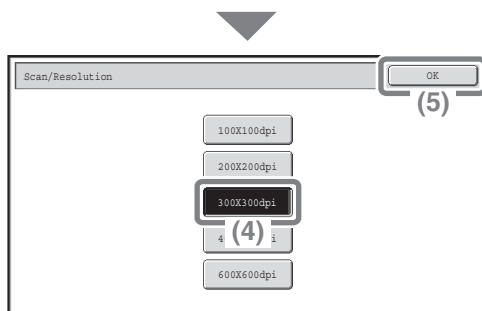 Scan/Resolution
OK
(5)
100X100dpi
200X200dpi
300X300dpi
(4)
600X600dpi